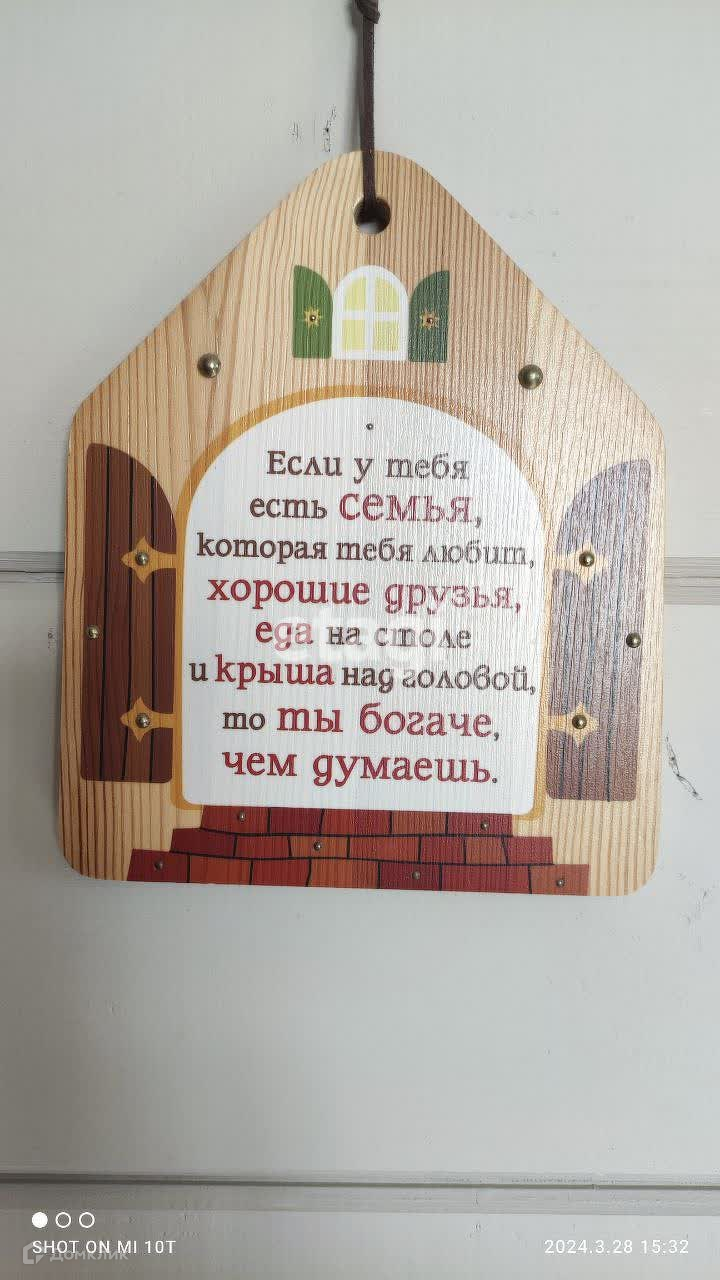 Если у тебя
есть семья,
которая тебя любит,
хорошие друзья,
еда на столе
и крыша над головой,
то ты богаче,
чем думаешь.
SHOT ON MI 10T
2024.3.28 15:32
Домклик